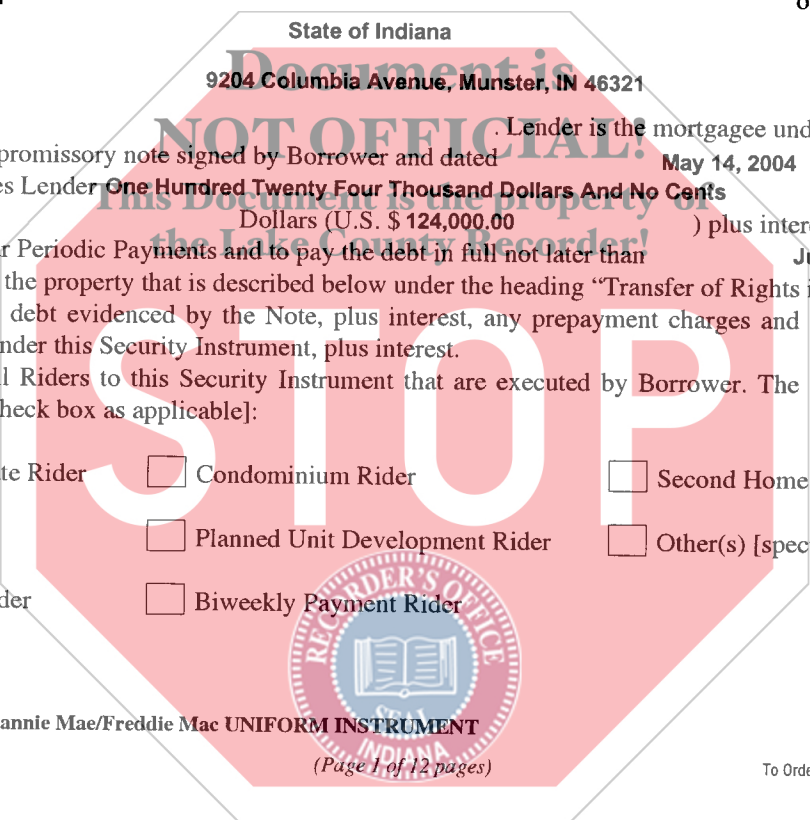 State of Indiana
Document is
9204 Columbia Avenue, Munster, IN 46321
NOT OFFICIAL!
. Lender is the mortgagee und
promissory note signed by Borrower and dated May 14, 2004
es Lender One Hundred Twenty Four Thousand Dollars And No Cents
This Document is the property of
Dollars (U.S. $ 124,000.00 ) plus inter
the Lake County Recorder!
r Periodic Payments and to pay the debt in full not later than
the property that is described below under the heading “Transfer of Rights i
debt evidenced by the Note, plus interest, any prepayment charges and
nder this Security Instrument, plus interest.
l Riders to this Security Instrument that are executed by Borrower. The
heck box as applicable]:
STOP
te Rider Condominium Rider Second Home
Planned Unit Development Rider Other(s) [spec
der Biweekly Payment Rider
RECORDER'S OFFICE
SEAL
INDIANA
annie Mae/Freddie Mac UNIFORM INSTRUMENT
(Page 1 of 12 pages)
To Orde